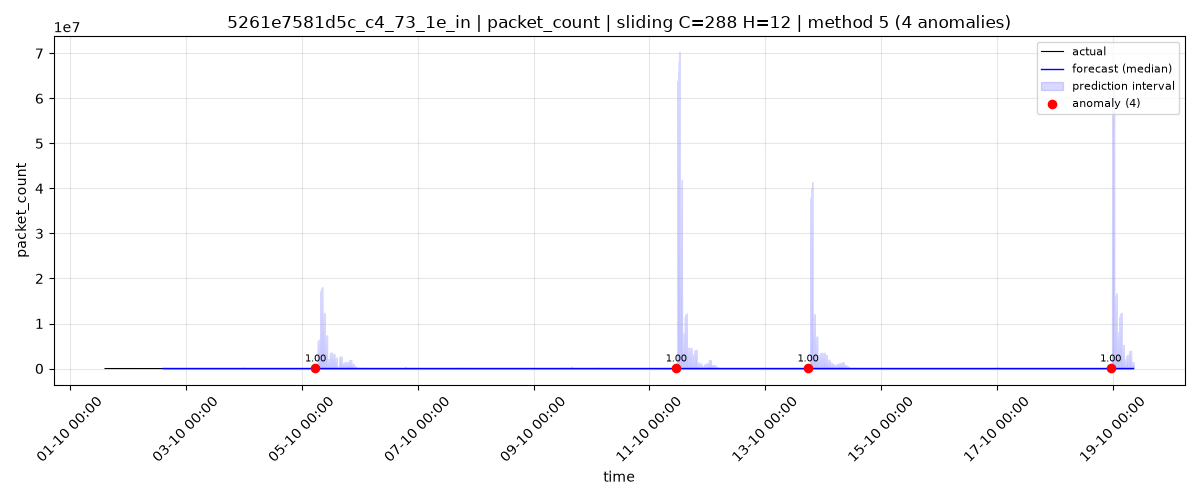 5261e7581d5c_c4_73_1e_in | packet_count | sliding C=288 H=12 | method 5 (4 anomalies)
1e7
actual
forecast (median)
prediction interval
anomaly (4)
packet_count
7
6
5
4
3
2
1
0
1.00 1.00 1.00 1.00
01-10 00:00 03-10 00:00 05-10 00:00 07-10 00:00 09-10 00:00 11-10 00:00 13-10 00:00 15-10 00:00 17-10 00:00 19-10 00:00
time